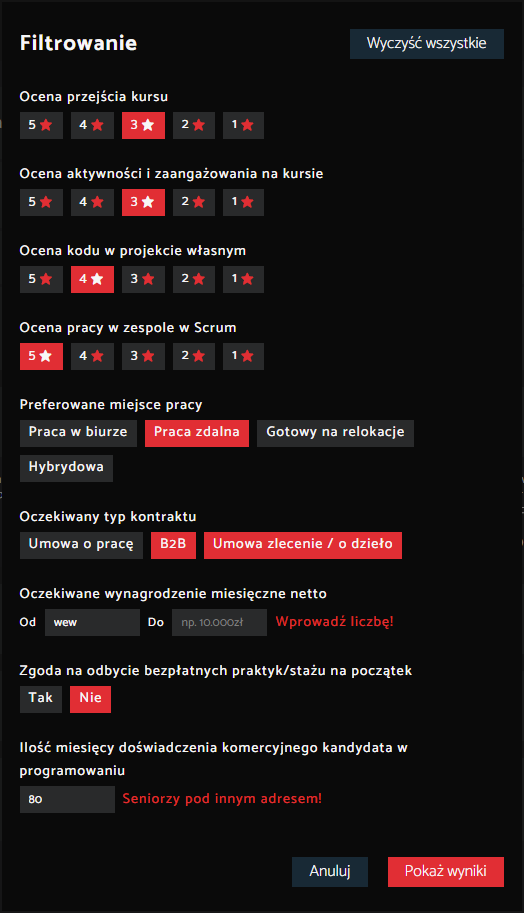 Filtrowanie Wyczyść wszystkie
Ocena przejścia kursu
5 4 3 2 1
Ocena aktywności i zaangażowania na kursie
5 4 3 2 1
Ocena kodu w projekcie własnym
5 4 3 2 1
Ocena pracy w zespole w Scrum
5 4 3 2 1
Preferowane miejsce pracy
Praca w biurze Praca zdalna Gotowy na relokacje
Hybrydowa
Oczekiwany typ kontraktu
Umowa o pracę B2B Umowa zlecenie / o dzieło
Oczekiwane wynagrodzenie miesięczne netto
Od wew Do np. 10.000zł Wprowadź liczbę!
Zgoda na odbycie bezpłatnych praktyk/stażu na początek
Tak Nie
Ilość miesięcy doświadczenia komercyjnego kandydata w
programowaniu
80 Seniorzy pod innym adresem!
Anuluj Pokaż wyniki